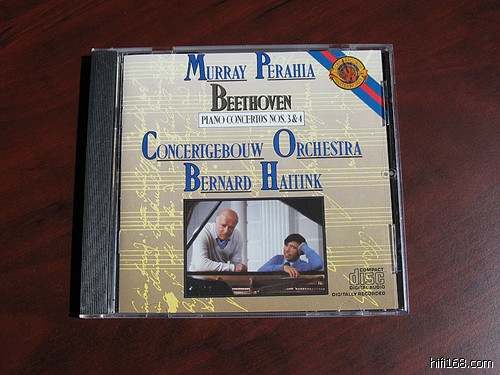 MURRAY PERAHIA
BEETHOVEN
PIANO CONCERTOS NOS. 3 & 4
CONCERTGEBOUW ORCHESTRA
BERNARD HAITINK
COMPACT
disc
DIGITAL AUDIO
DIGITALLY RECORDED
hifi168.com